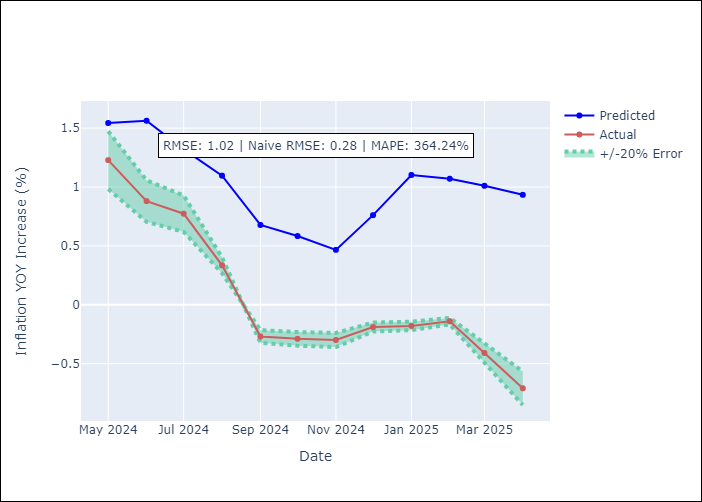 RMSE: 1.02 | Naive RMSE: 0.28 | MAPE: 364.24%
Predicted
Actual
+/-20% Error
Inflation YOY Increase (%)
1.5
1
0.5
0
−0.5
May 2024
Jul 2024
Sep 2024
Nov 2024
Jan 2025
Mar 2025
Date